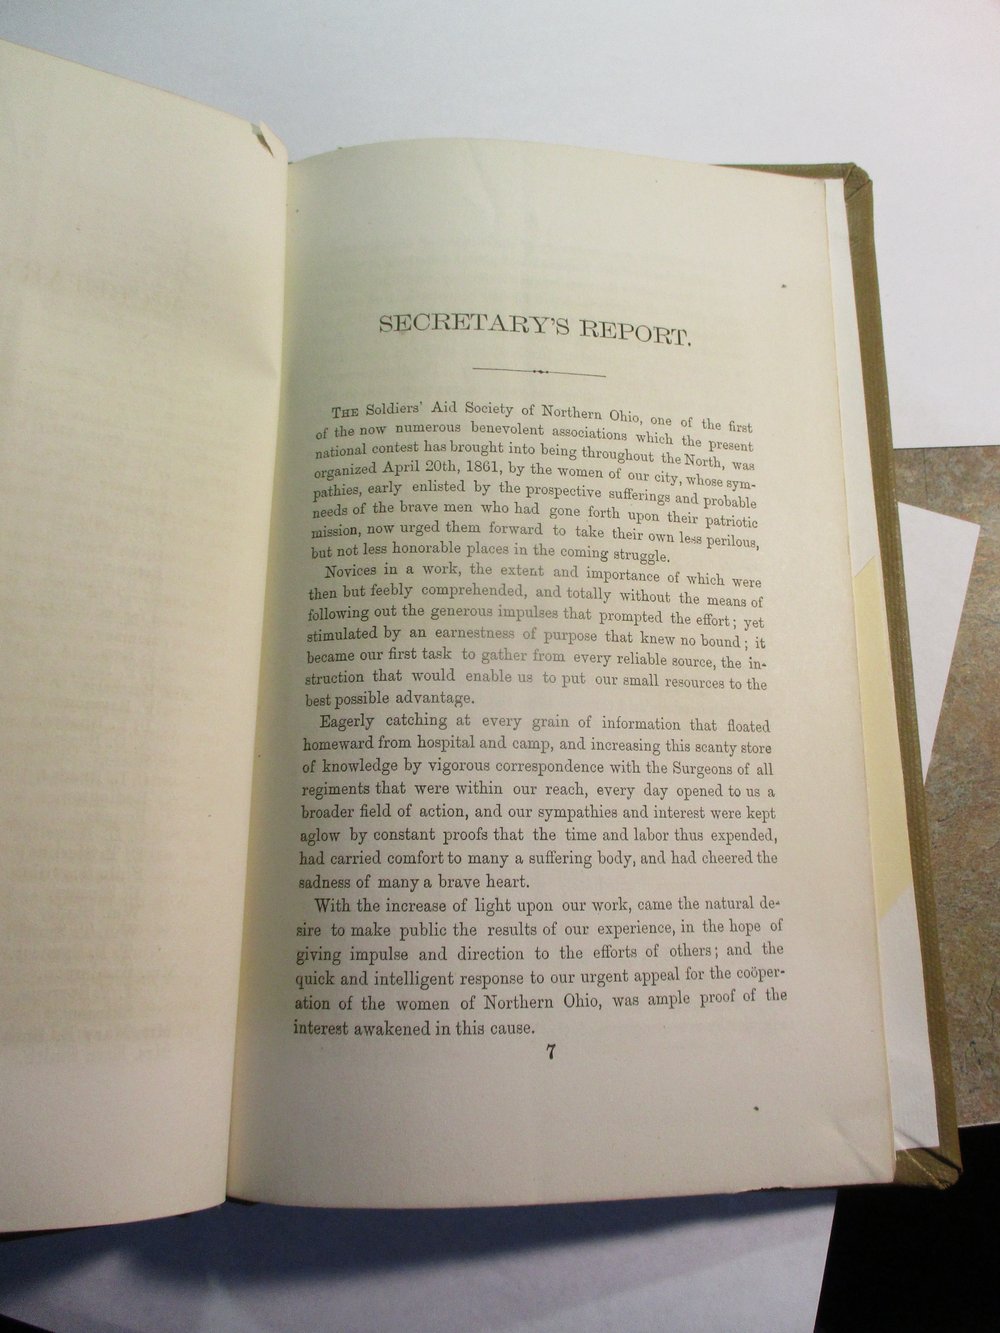 SECRETARY'S REPORT.
THE Soldiers' Aid Society of Northern Ohio, one of the first
of the now numerous benevolent associations which the present
national contest has brought into being throughout the North, was
organized April 20th, 1861, by the women of our city, whose sym-
pathies, early enlisted by the prospective sufferings and probable
needs of the brave men who had gone forth upon their patriotic
mission, now urged them forward to take their own less perilous,
but not less honorable places in the coming struggle.
Novices in a work, the extent and importance of which were
then but feebly comprehended, and totally without the means of
following out the generous impulses that prompted the effort; yet
stimulated by an earnestness of purpose that knew no bound; it
became our first task to gather from every reliable source, the in-
struction that would enable us to put our small resources to the
best possible advantage.
Eagerly catching at every grain of information that floated
homeward from hospital and camp, and increasing this scanty store
of knowledge by vigorous correspondence with the Surgeons of all
regiments that were within our reach, every day opened to us a
broader field of action, and our sympathies and interest were kept
aglow by constant proofs that the time and labor thus expended,
had carried comfort to many a suffering body, and had cheered the
sadness of many a brave heart.
With the increase of light upon our work, came the natural de-
sire to make public the results of our experience, in the hope of
giving impulse and direction to the efforts of others; and the
quick and intelligent response to our urgent appeal for the coöper-
ation of the women of Northern Ohio, was ample proof of the
interest awakened in this cause.
7